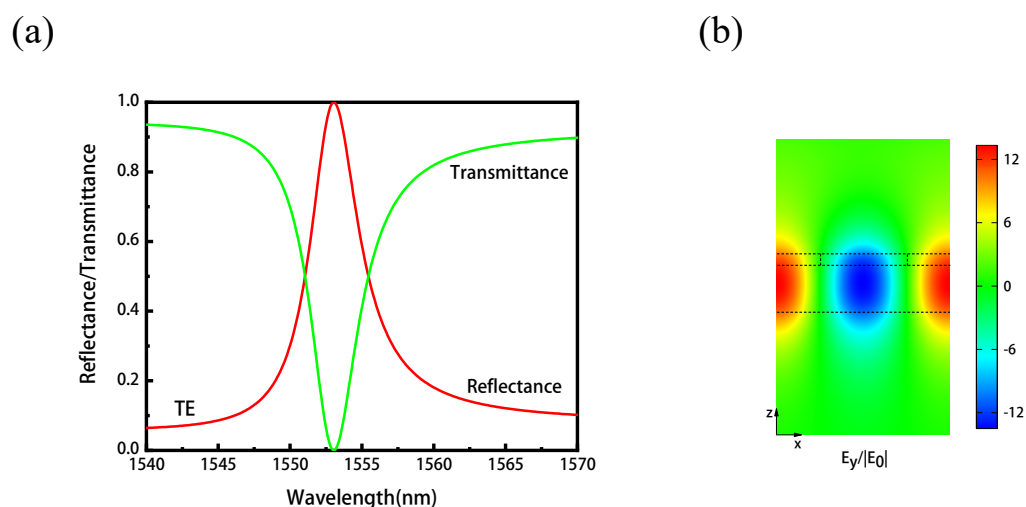 (a)
(b)
1.0
0.8
0.6
0.4
0.2
0.0
Reflectance/Transmittance
Transmittance
Reflectance
TE
1540 1545 1550 1555 1560 1565 1570
Wavelength(nm)
12
6
0
-6
-12
z
x
Ey/|E0|